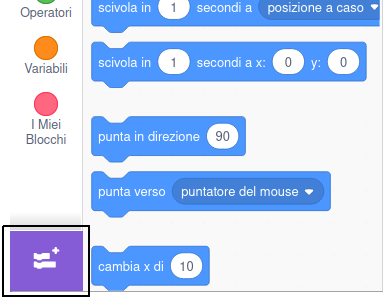 Operatori
Variabili
I Miei
Blocchi
scivola in 1 secondi a posizione a caso
scivola in 1 secondi a x: 0 y: 0
punta in direzione 90
punta verso puntatore del mouse
cambia x di 10